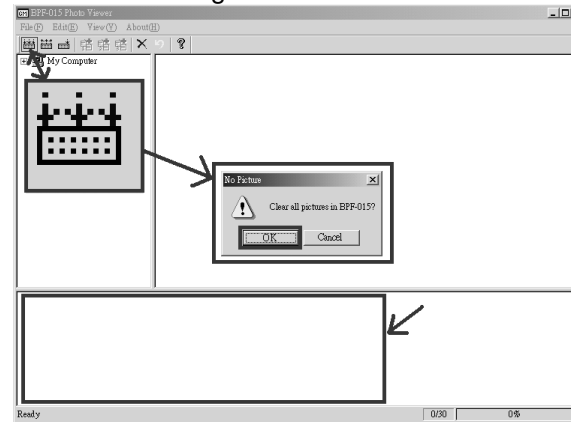 BPF-015 Photo Viewer
File(F) Edit(E) View(Y) About(H)
My Computer
No Picture
Clear all pictures in BPF-015?
OK Cancel
Ready 0/30 0%